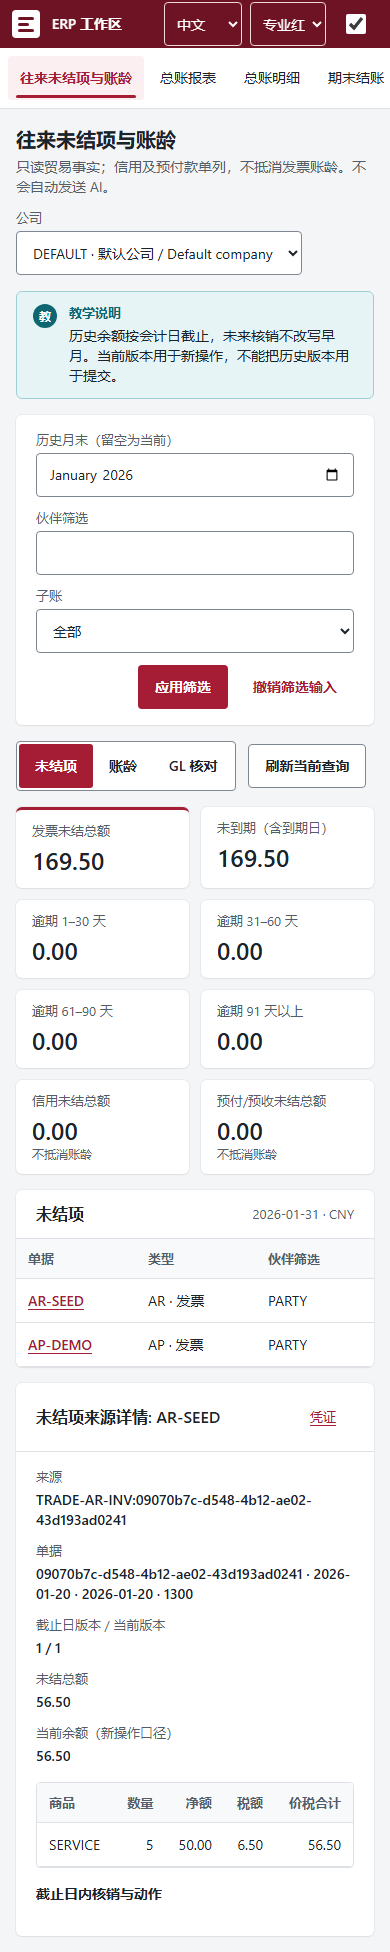 ERP 工作区
中文
专业红
往来未结项与账龄
总账报表
总账明细
期末结账
往来未结项与账龄
只读贸易事实；信用及预付款单列，不抵消发票账龄。不
会自动发送 AI。
公司
DEFAULT · 默认公司 / Default company
教
教学说明
历史余额按会计日截止，未来核销不改写早
月。当前版本用于新操作，不能把历史版本用
于提交。
历史月末（留空为当前）
January 2026
伙伴筛选
子账
全部
应用筛选
撤销筛选输入
未结项
账龄
GL 核对
刷新当前查询
发票未结总额
169.50
未到期（含到期日）
169.50
逾期 1–30 天
0.00
逾期 31–60 天
0.00
逾期 61–90 天
0.00
逾期 91 天以上
0.00
信用未结总额
0.00
不抵消账龄
预付/预收未结总额
0.00
不抵消账龄
未结项
2026-01-31 · CNY
单据 类型 伙伴筛选
AR-SEED AR · 发票 PARTY
AP-DEMO AP · 发票 PARTY
未结项来源详情: AR-SEED
凭证
来源
TRADE-AR-INV:09070b7c-d548-4b12-ae02-
43d193ad0241
单据
09070b7c-d548-4b12-ae02-43d193ad0241 · 2026-
01-20 · 2026-01-20 · 1300
截止日版本 / 当前版本
1 / 1
未结总额
56.50
当前余额（新操作口径）
56.50
商品 数量 净额 税额 价税合计
SERVICE 5 50.00 6.50 56.50
截止日内核销与动作